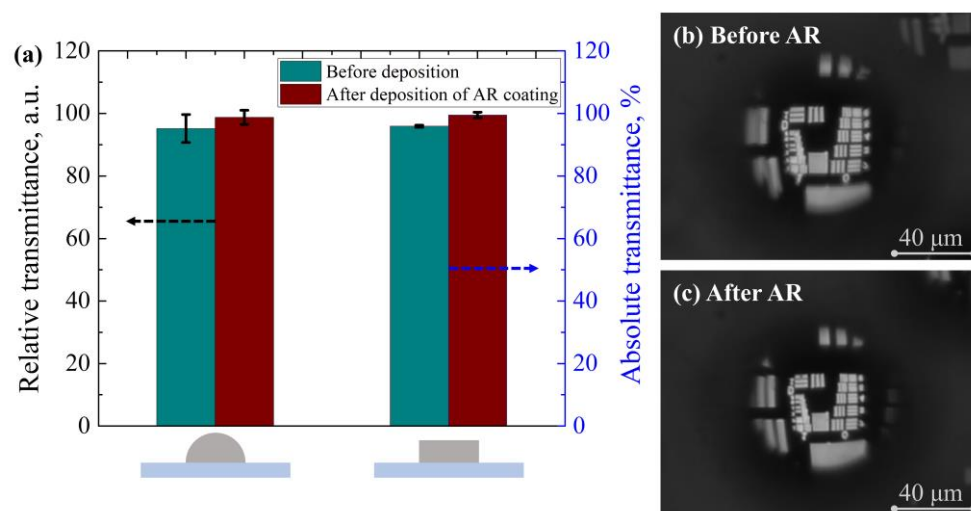 (a)
120
100
80
60
40
20
0
Relative transmittance, a.u.
Before deposition
After deposition of AR coating
120
100
80
60
40
20
0
Absolute transmittance, %
(b) Before AR
40 μm
(c) After AR
40 μm